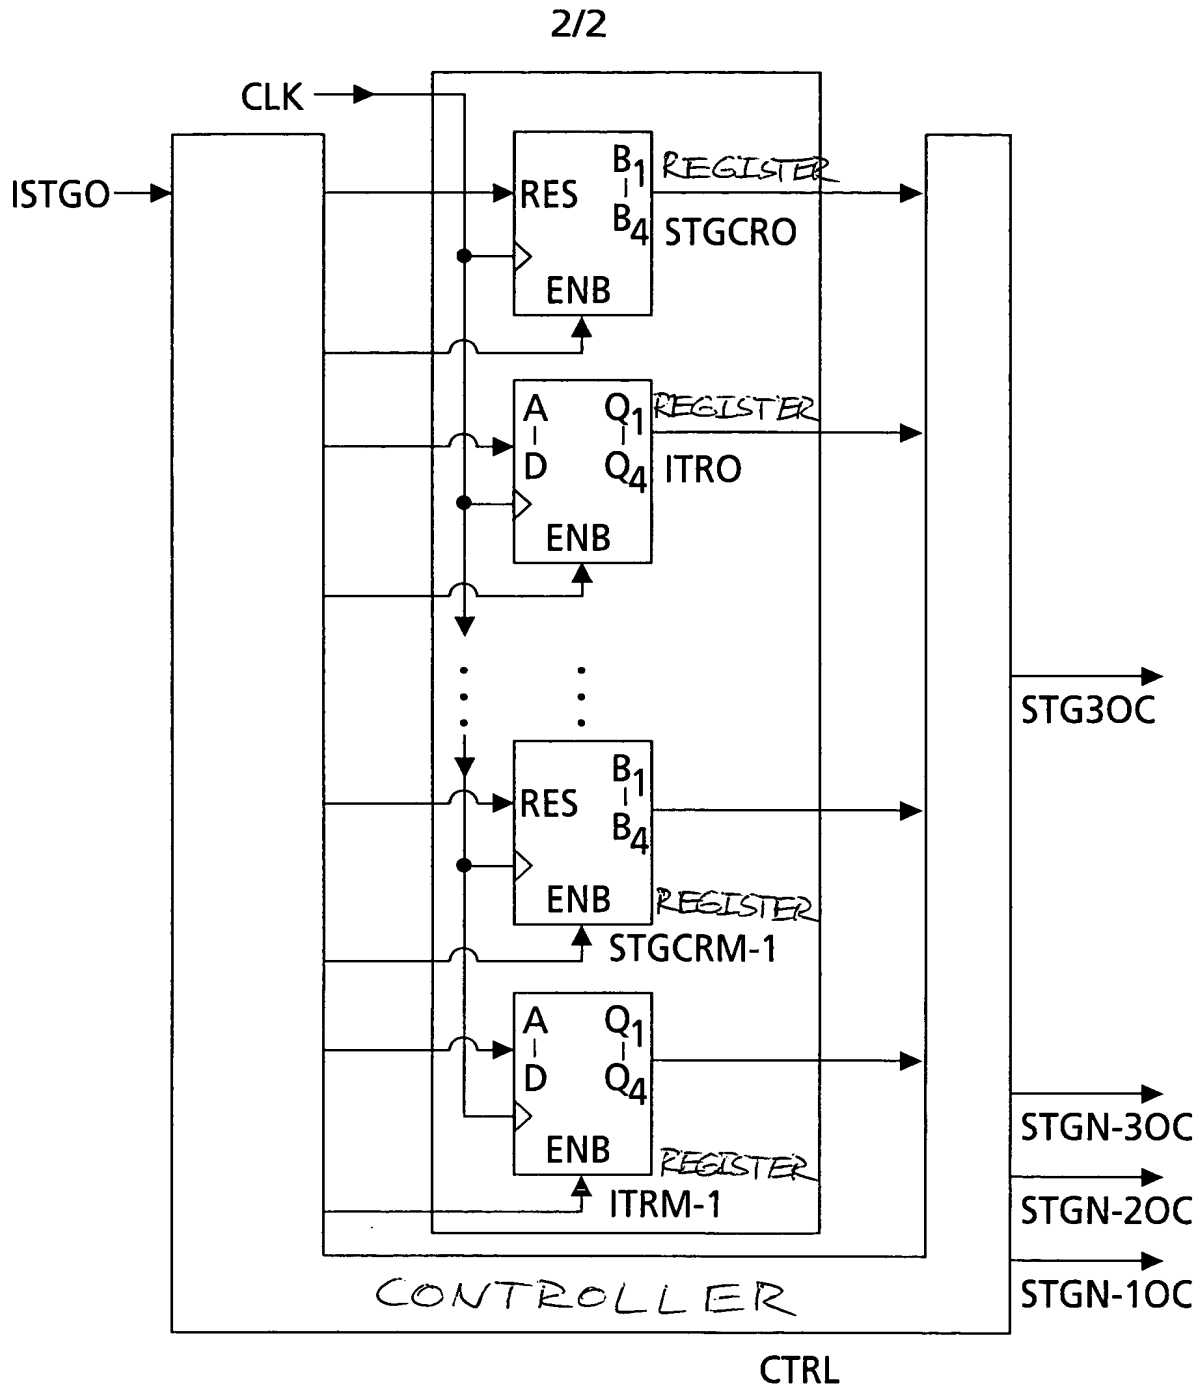 2/2
CLK
ISTGO
RES
B1
B4
ENB
REGISTER
STGCRO
A
D
Q1
Q4
ENB
REGISTER
ITRO
STG3OC
RES
B1
B4
ENB
REGISTER
STGCRM-1
A
D
Q1
Q4
ENB
REGISTER
ITRM-1
STGN-3OC
STGN-2OC
STGN-1OC
CONTROLLER
CTRL